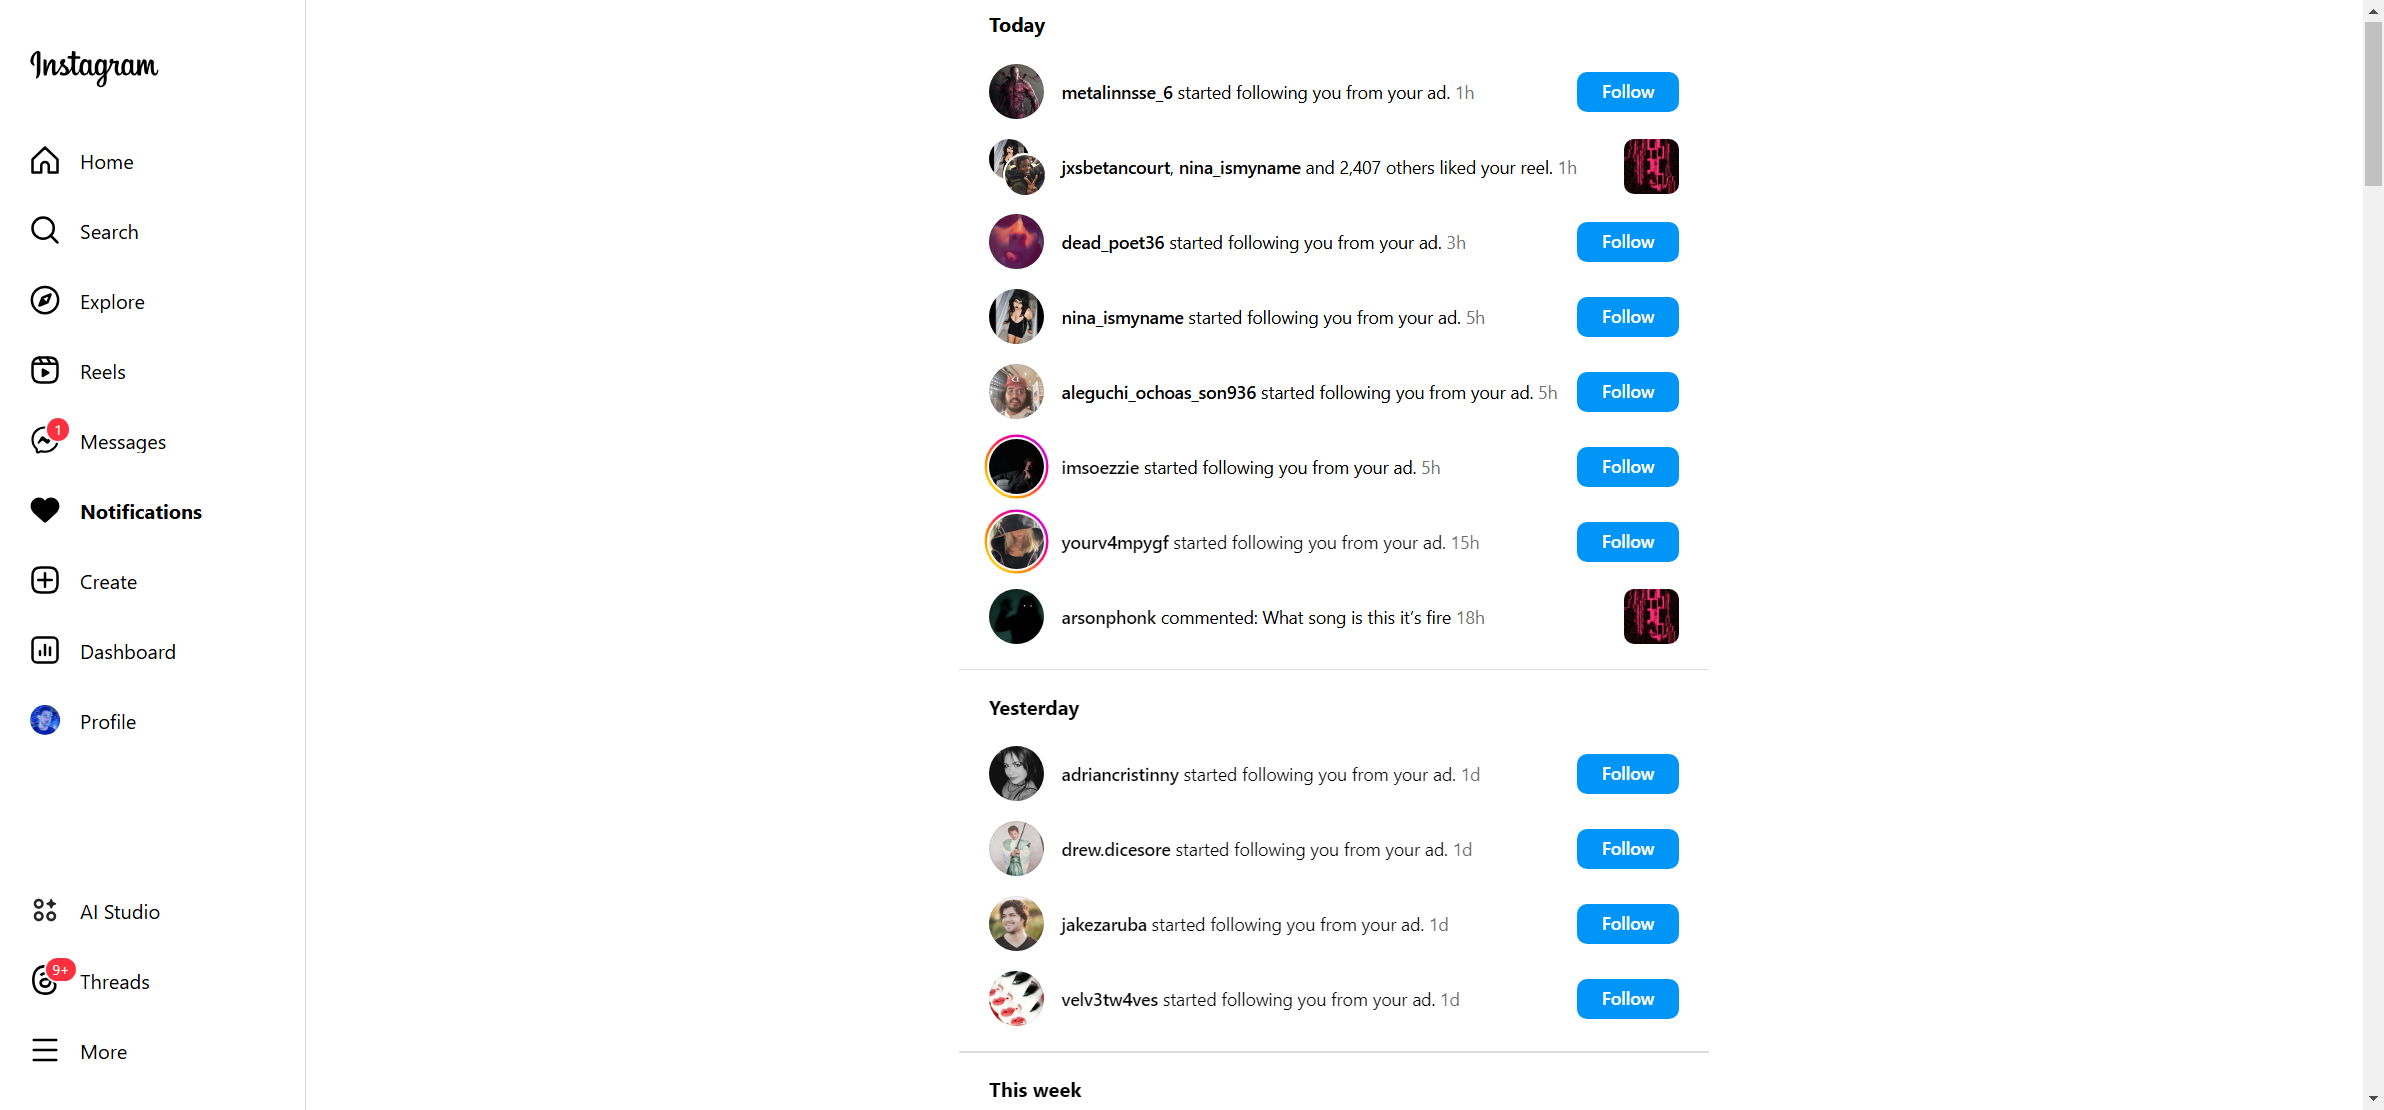 Instagram
Home
Search
Explore
Reels
1
Messages
Notifications
Create
Dashboard
Profile
AI Studio
9+
Threads
More
Today
metalinnsse_6 started following you from your ad. 1h
Follow
jxsbetancourt, nina_ismyname and 2,407 others liked your reel. 1h
dead_poet36 started following you from your ad. 3h
Follow
nina_ismyname started following you from your ad. 5h
Follow
aleguchi_ochoas_son936 started following you from your ad. 5h
Follow
imsoezzie started following you from your ad. 5h
Follow
yourv4mpygf started following you from your ad. 15h
Follow
arsonphonk commented: What song is this it’s fire 18h
Yesterday
adriancristinny started following you from your ad. 1d
Follow
drew.dicesore started following you from your ad. 1d
Follow
jakezaruba started following you from your ad. 1d
Follow
velv3tw4ves started following you from your ad. 1d
Follow
This week